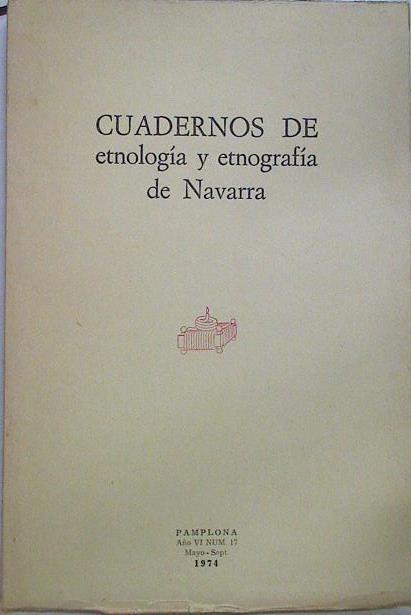 CUADERNOS DE
etnología y etnografía
de Navarra
PAMPLONA
Año VI NUM. 17
Mayo - Sept.
1974